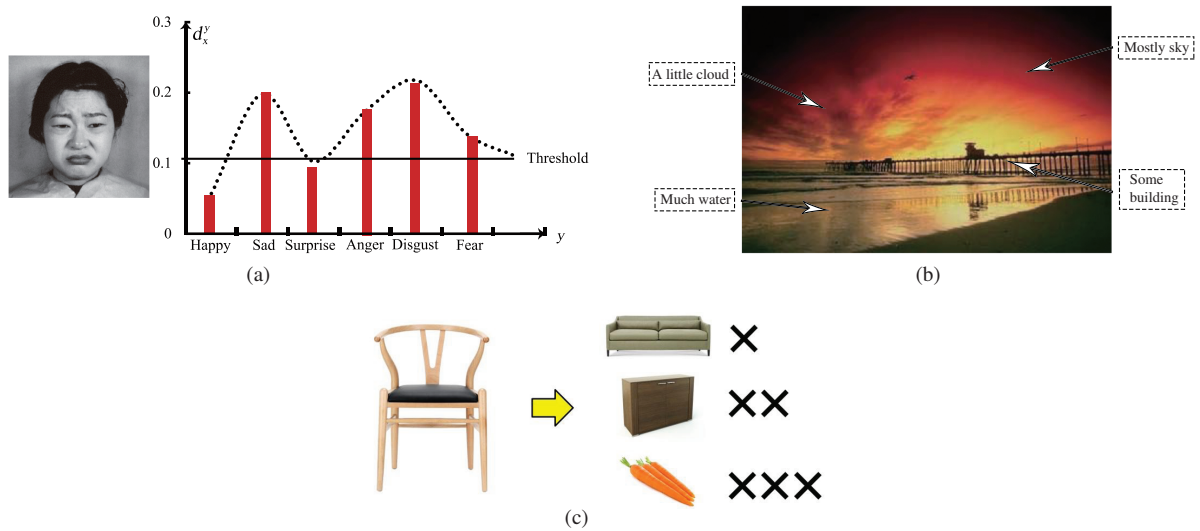 0.3
d_x^y
0.2
0.1
0
Threshold
Happy Sad Surprise Anger Disgust Fear
y
(a)
A little cloud
Mostly sky
Much water
Some
building
(b)
(c)